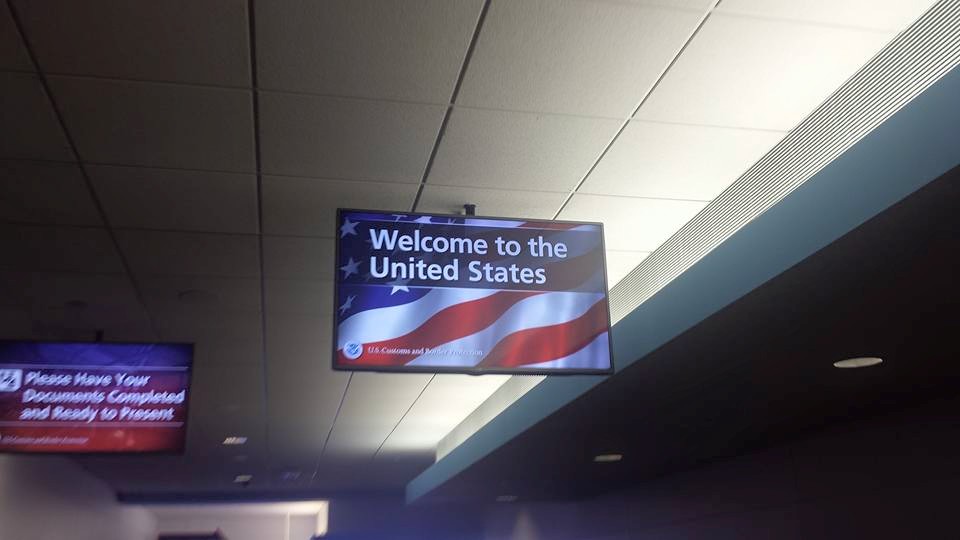 Welcome to the
United States
U.S. Customs and Border Protection
Please Have Your
Documents Completed
and Ready to Present